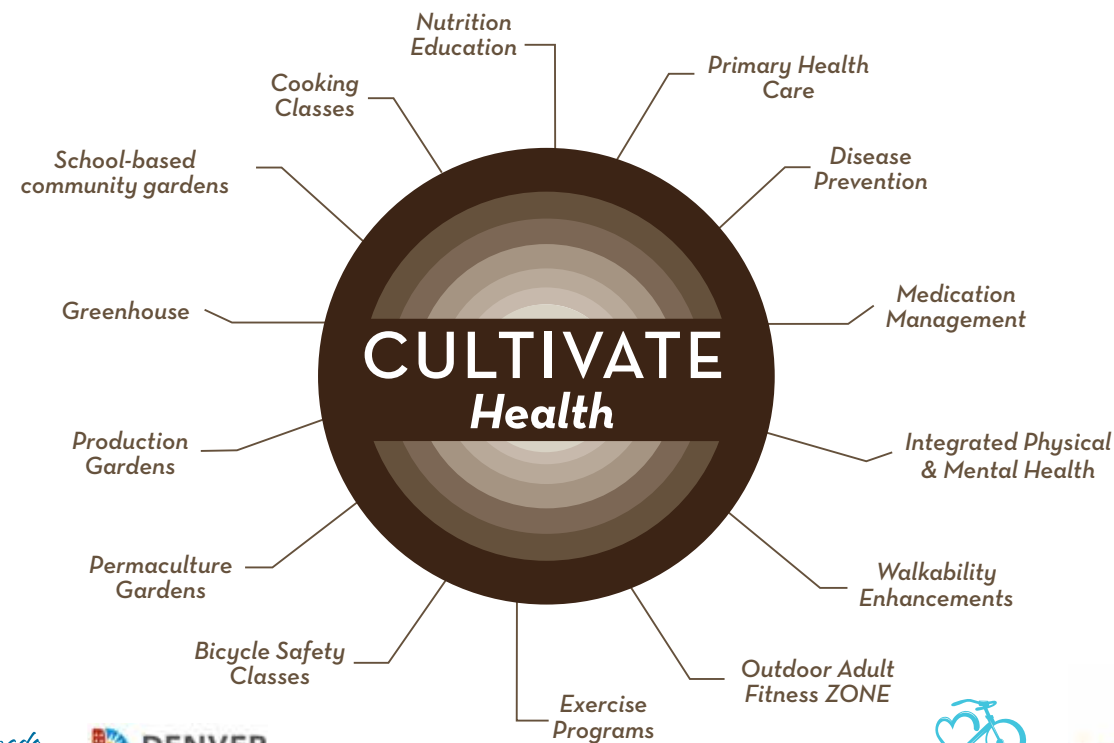 Nutrition
Education
Primary Health
Care
Cooking
Classes
Disease
Prevention
School-based
community gardens
Medication
Management
Greenhouse
CULTIVATE
Health
Production
Gardens
Integrated Physical
& Mental Health
Permaculture
Gardens
Walkability
Enhancements
Bicycle Safety
Classes
Outdoor Adult
Fitness ZONE
Exercise
Programs
DENVER